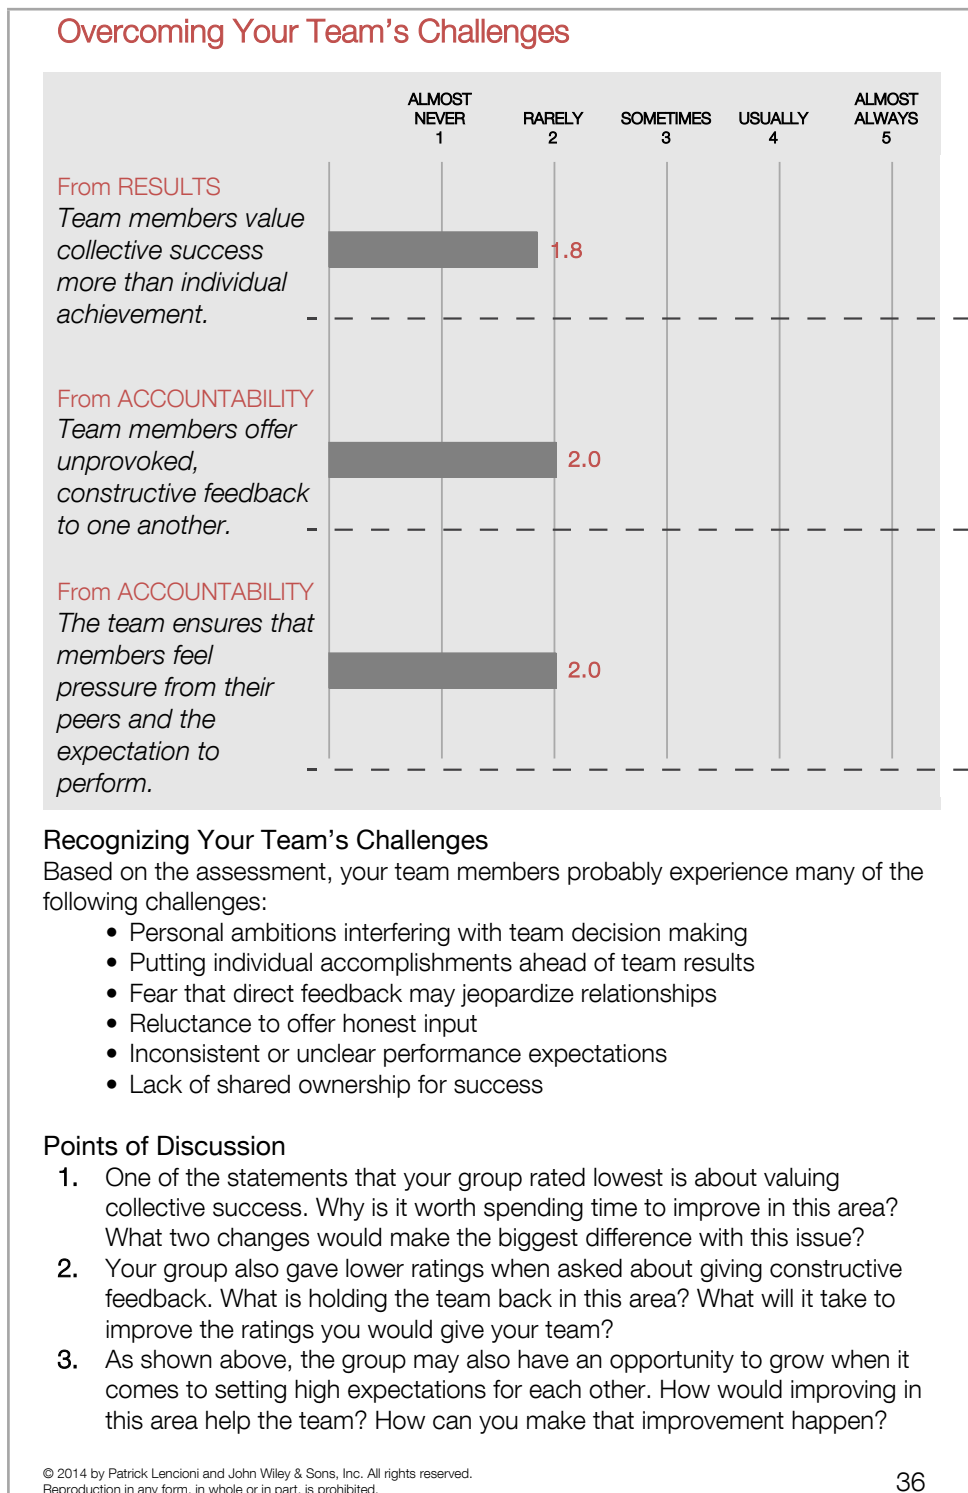 Overcoming Your Team's Challenges
ALMOST NEVER 1
RARELY 2
SOMETIMES 3
USUALLY 4
ALMOST ALWAYS 5
From RESULTS
Team members value
collective success
more than individual
achievement.
1.8
From ACCOUNTABILITY
Team members offer
unprovoked,
constructive feedback
to one another.
2.0
From ACCOUNTABILITY
The team ensures that
members feel
pressure from their
peers and the
expectation to
perform.
2.0
Recognizing Your Team's Challenges
Based on the assessment, your team members probably experience many of the
following challenges:
• Personal ambitions interfering with team decision making
• Putting individual accomplishments ahead of team results
• Fear that direct feedback may jeopardize relationships
• Reluctance to offer honest input
• Inconsistent or unclear performance expectations
• Lack of shared ownership for success
Points of Discussion
1. One of the statements that your group rated lowest is about valuing
collective success. Why is it worth spending time to improve in this area?
What two changes would make the biggest difference with this issue?
2. Your group also gave lower ratings when asked about giving constructive
feedback. What is holding the team back in this area? What will it take to
improve the ratings you would give your team?
3. As shown above, the group may also have an opportunity to grow when it
comes to setting high expectations for each other. How would improving in
this area help the team? How can you make that improvement happen?
© 2014 by Patrick Lencioni and John Wiley & Sons, Inc. All rights reserved.
Reproduction in any form, in whole or in part, is prohibited.
36